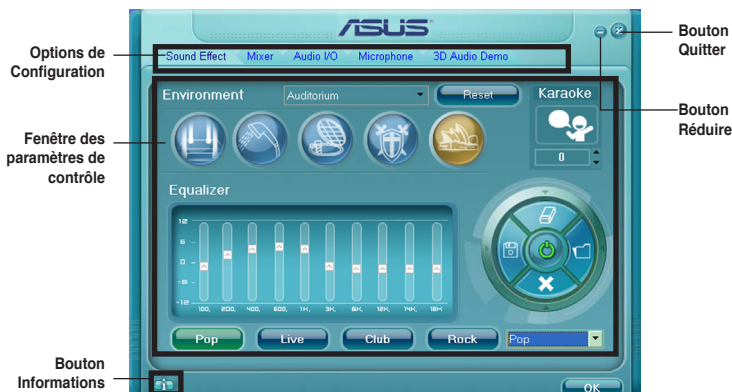 ASUS
Sound Effect Mixer Audio I/O Microphone 3D Audio Demo
Options de
Configuration
Bouton
Quitter
Environment Auditorium Reset Karaoke
Bouton
Réduire
Fenêtre des
paramètres de
contrôle
0
Equalizer
12
6
0
-6
-12
100, 200, 400, 600, 1K, 3K, 6K, 12K, 14K, 16K
Pop Live Club Rock Pop
Bouton
Informations
i
OK